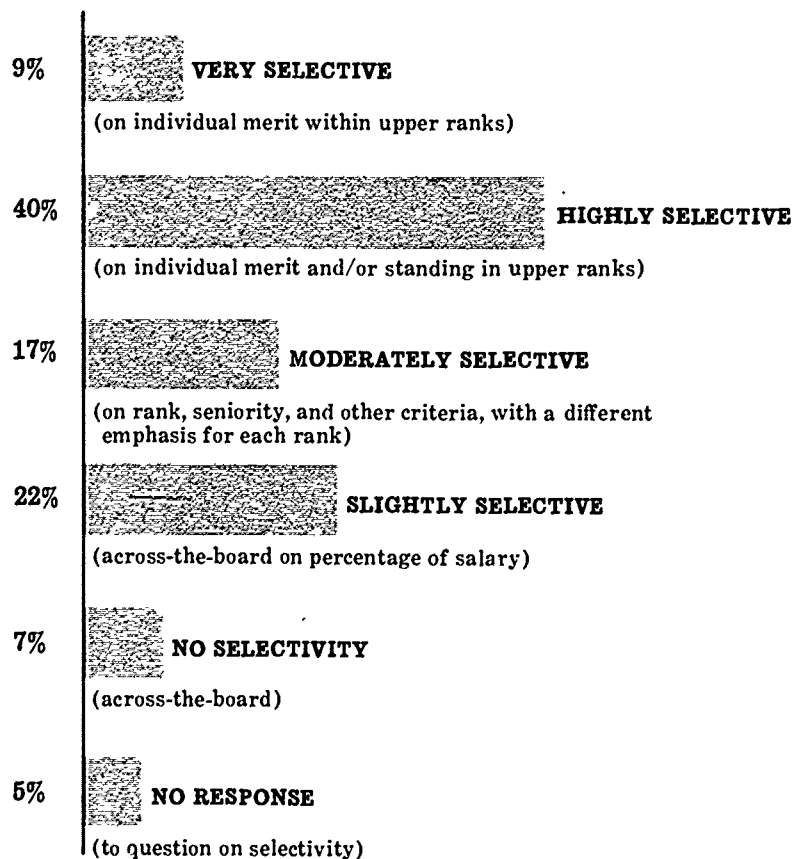 9% VERY SELECTIVE
(on individual merit within upper ranks)
40% HIGHLY SELECTIVE
(on individual merit and/or standing in upper ranks)
17% MODERATELY SELECTIVE
(on rank, seniority, and other criteria, with a different
emphasis for each rank)
22% SLIGHTLY SELECTIVE
(across-the-board on percentage of salary)
7% NO SELECTIVITY
(across-the-board)
5% NO RESPONSE
(to question on selectivity)